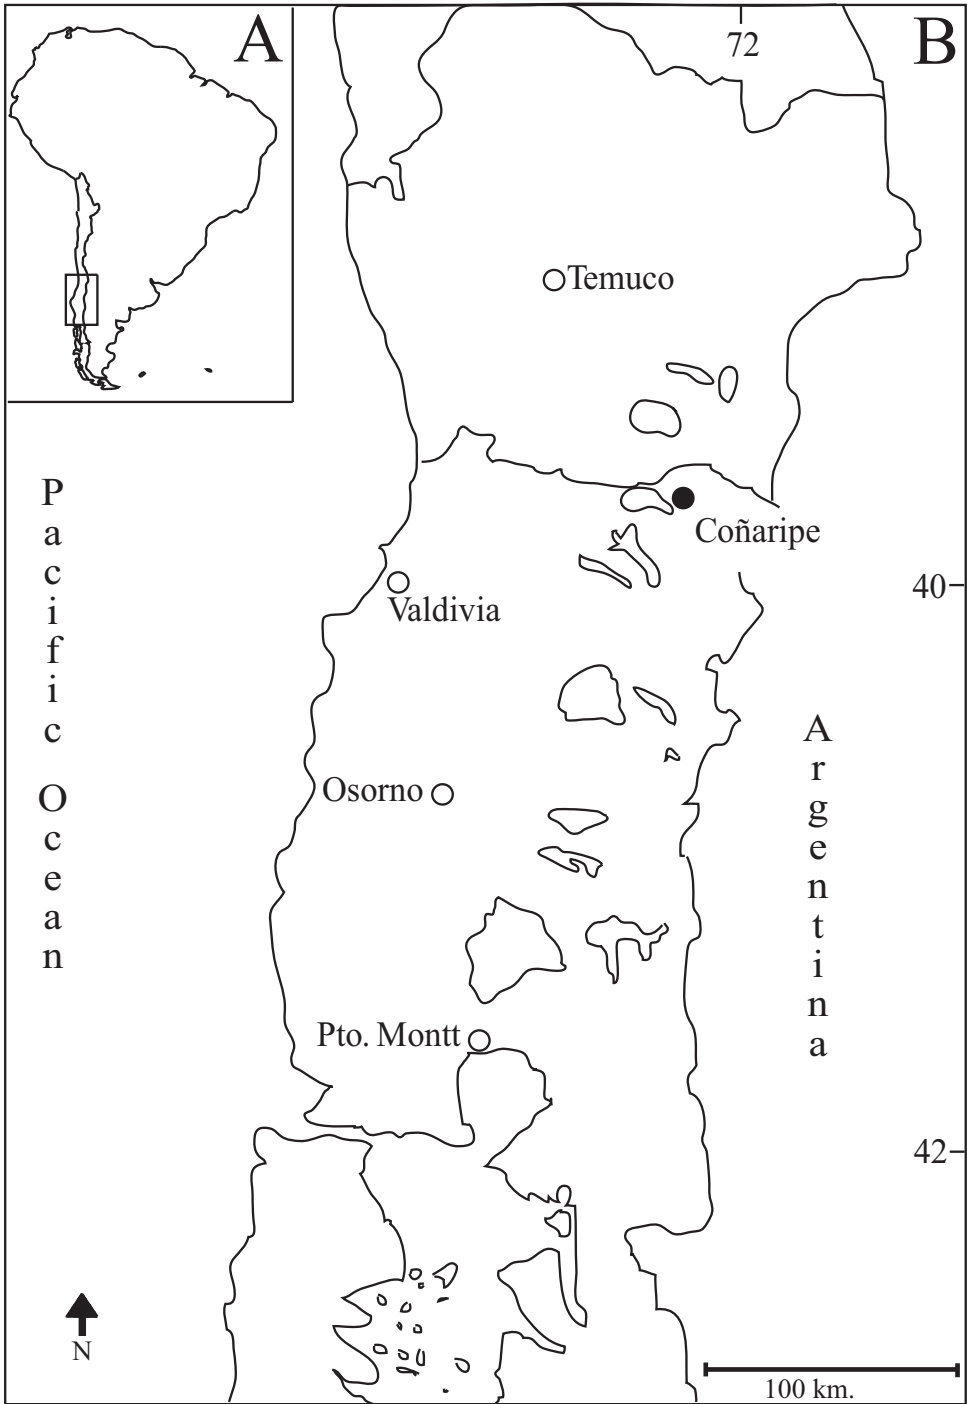 A
B
72
Temuco
Coñaripe
40
Valdivia
Pacific Ocean
Argentina
Osorno
Pto. Montt
42
N
100 km.